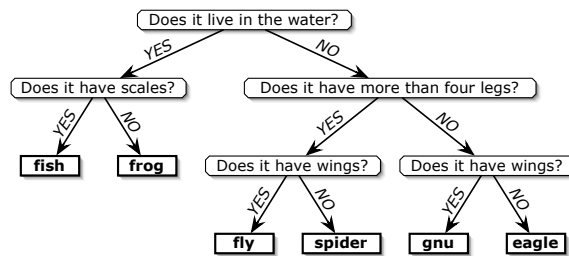 Does it live in the water?
YES
NO
Does it have scales?
Does it have more than four legs?
YES
NO
YES
NO
fish
frog
Does it have wings?
Does it have wings?
YES
NO
YES
NO
fly
spider
gnu
eagle